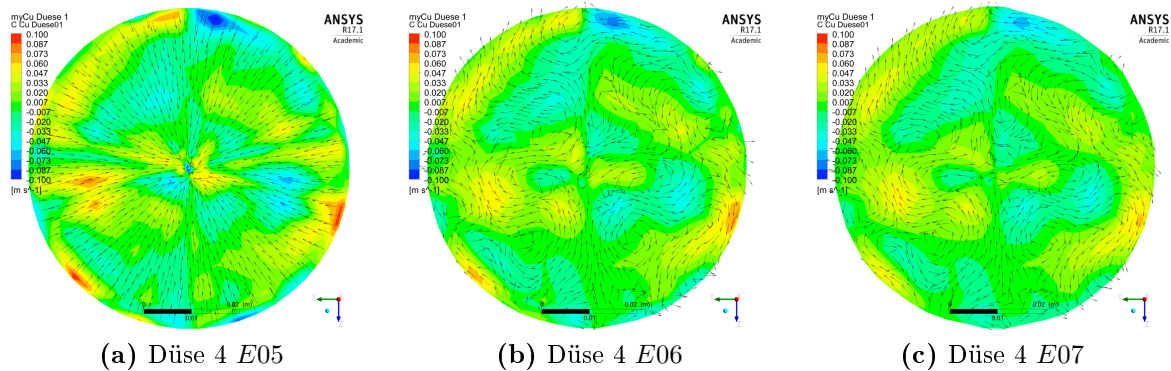 myCu Duese 1
C Cu Duese01
0.100
0.087
0.073
0.060
0.047
0.033
0.020
0.007
-0.007
-0.020
-0.033
-0.047
-0.060
-0.073
-0.087
-0.100
[m s^-1]
ANSYS
R17.1
Academic
0
0.02 (m)
0.01
Y
Z
(a) Düse 4 E05
myCu Duese 1
C Cu Duese01
0.100
0.087
0.073
0.060
0.047
0.033
0.020
0.007
-0.007
-0.020
-0.033
-0.047
-0.060
-0.073
-0.087
-0.100
[m s^-1]
ANSYS
R17.1
Academic
0
0.02 (m)
0.01
Y
Z
(b) Düse 4 E06
myCu Duese 1
C Cu Duese01
0.100
0.087
0.073
0.060
0.047
0.033
0.020
0.007
-0.007
-0.020
-0.033
-0.047
-0.060
-0.073
-0.087
-0.100
[m s^-1]
ANSYS
R17.1
Academic
0
0.02 (m)
0.01
Y
Z
(c) Düse 4 E07